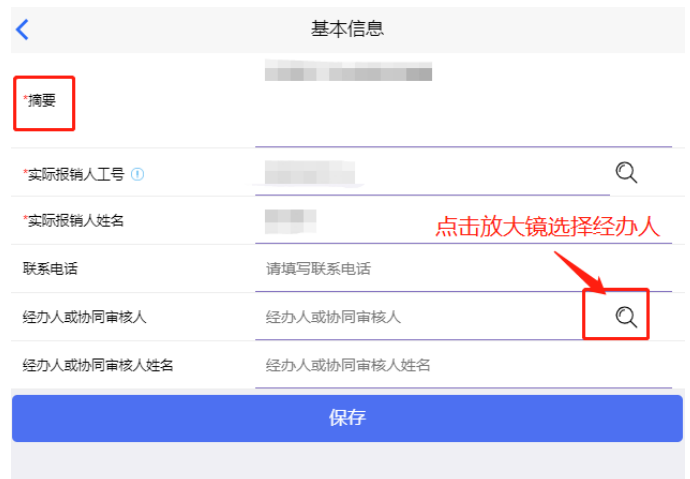 基本信息
*摘要
*实际报销人工号
*实际报销人姓名
点击放大镜选择经办人
联系电话 请填写联系电话
经办人或协同审核人 经办人或协同审核人
经办人或协同审核人姓名 经办人或协同审核人姓名
保存